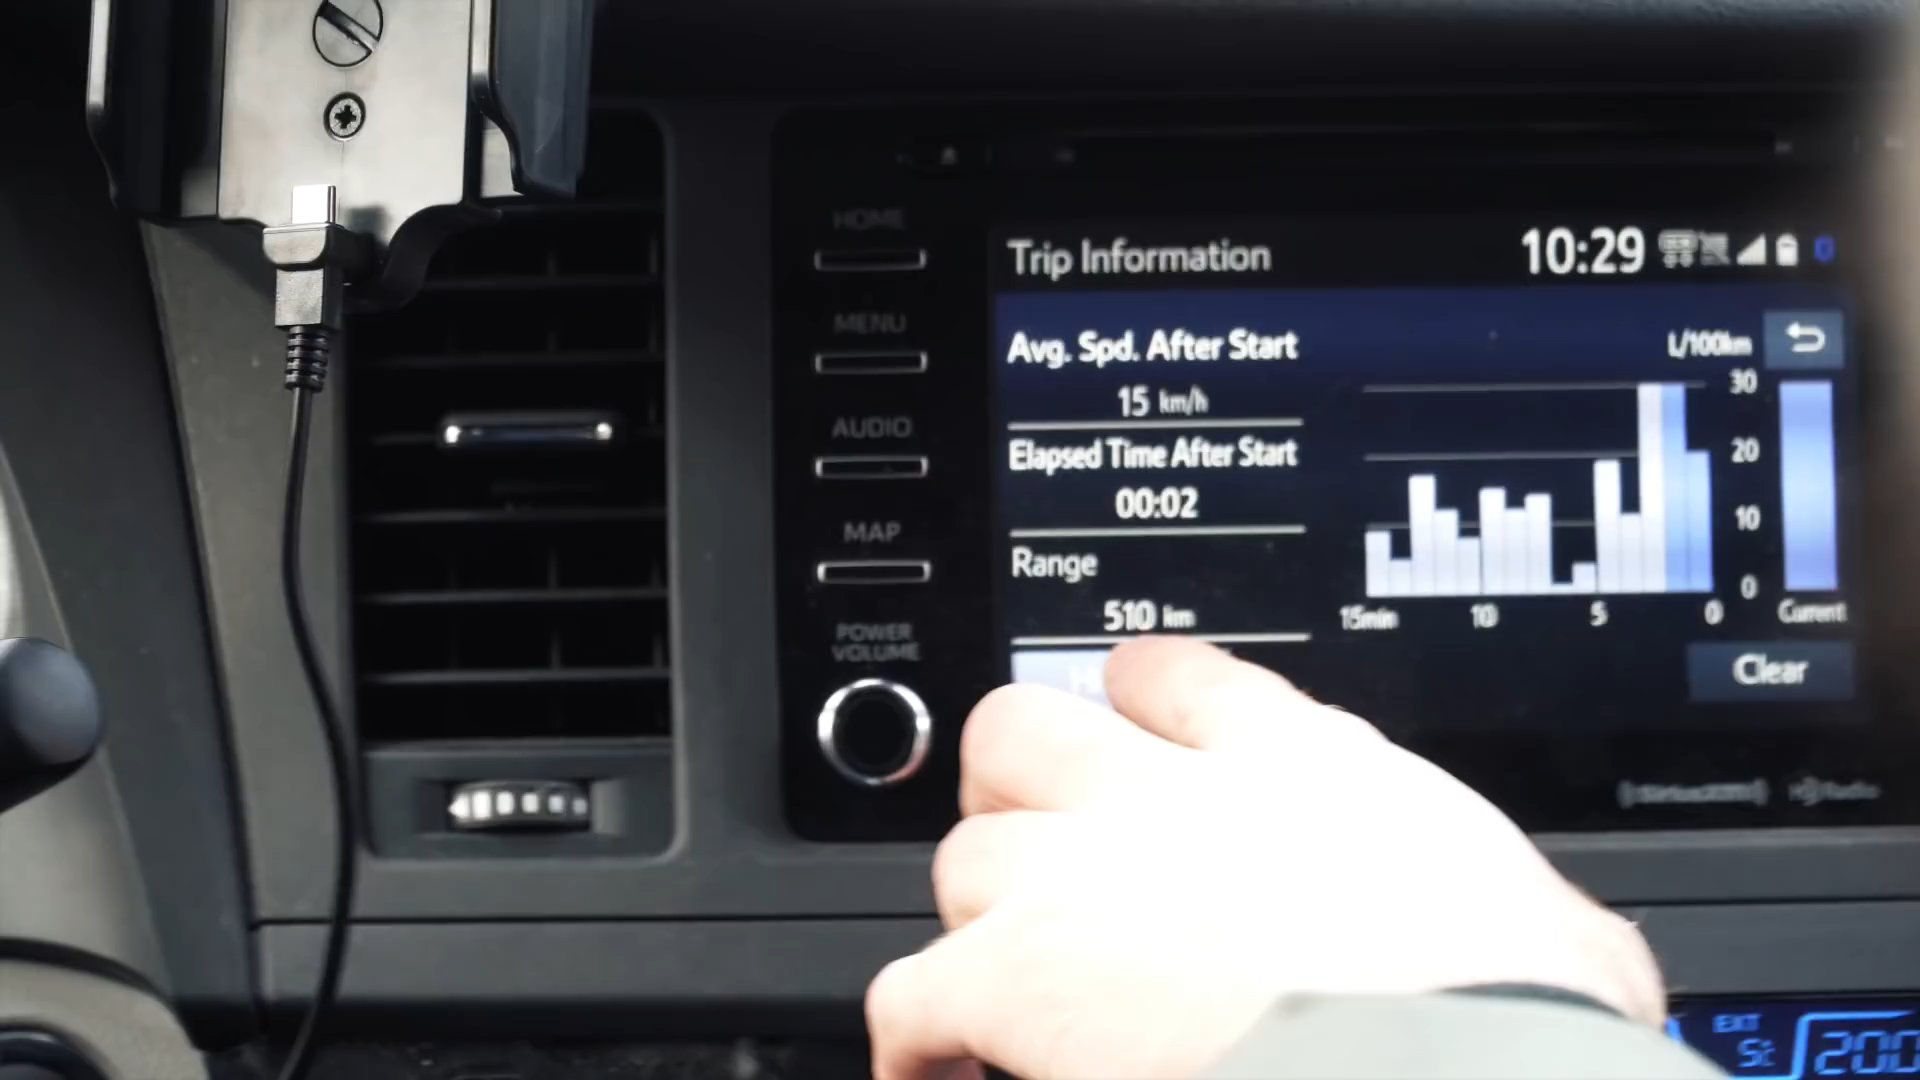 HOME
MENU
AUDIO
MAP
POWER
VOLUME
Trip Information
10:29
Avg. Spd. After Start
15 km/h
Elapsed Time After Start
00:02
Range
510 km
L/100km
30
20
10
0
15min 10 5 0
Current
Clear
EXT